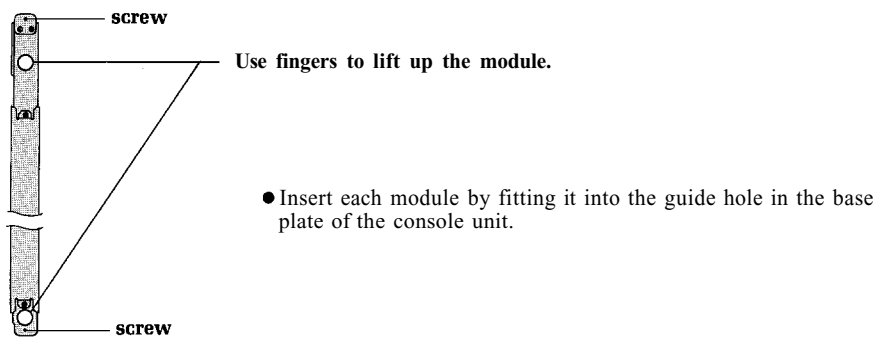 screw
Use fingers to lift up the module.
● Insert each module by fitting it into the guide hole in the base
plate of the console unit.
screw